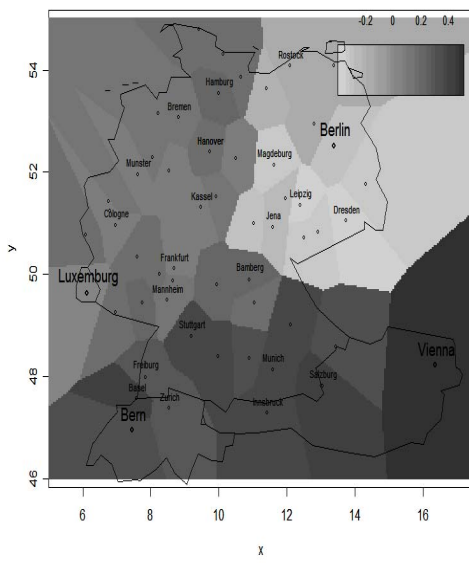 -0.2 0 0.2 0.4
Rostock
54
Hamburg
Bremen
Berlin
Hanover
Magdeburg
52
Munster
Kassel
Leipzig
Cologne
Jena
Dresden
y
Frankfurt
Bamberg
50
Luxemburg
Mannheim
Stuttgart
Vienna
Freiburg
Munich
48
Salzburg
Basel
Zurich
Innsbruck
Bern
46
6 8 10 12 14 16
x